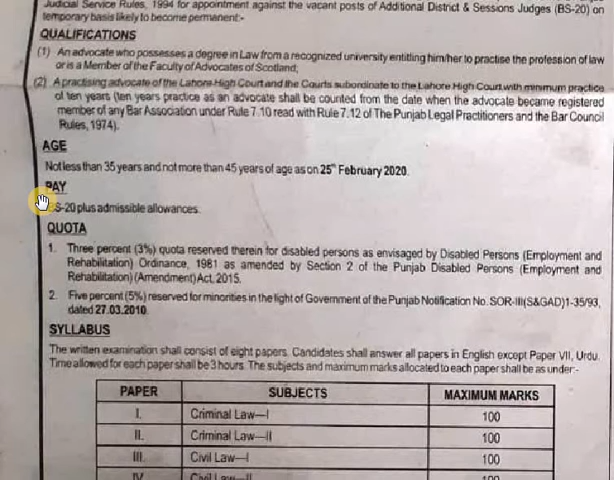 Judicial Service Rules, 1994 for appointment against the vacant posts of Additional District & Sessions Judges (BS-20) on
temporary basis likely to become permanent:-
QUALIFICATIONS
(1) An advocate who possesses a degree in Law from a recognized university entitling him/her to practise the profession of law
or is a Member of the Faculty of Advocates of Scotland;
(2) A practising advocate of the Lahore High Court and the Courts subordinate to the Lahore High Court with minimum practice
of ten years (ten years practice as an advocate shall be counted from the date when the advocate became registered
member of any Bar Association under Rule 7.10 read with Rule 7.12 of The Punjab Legal Practitioners and the Bar Council
Rules, 1974).
AGE
Not less than 35 years and not more than 45 years of age as on 25th February 2020.
PAY
BS-20 plus admissible allowances.
QUOTA
1. Three percent (3%) quota reserved therein for disabled persons as envisaged by Disabled Persons (Employment and
Rehabilitation) Ordinance, 1981 as amended by Section 2 of the Punjab Disabled Persons (Employment and
Rehabilitation) (Amendment) Act, 2015.
2. Five percent (5%) reserved for minorities in the light of Government of the Punjab Notification No. SOR-III(S&GAD)1-35/93,
dated 27.03.2010.
SYLLABUS
The written examination shall consist of eight papers. Candidates shall answer all papers in English except Paper VII, Urdu.
Time allowed for each paper shall be 3 hours. The subjects and maximum marks allocated to each paper shall be as under:-
PAPER SUBJECTS MAXIMUM MARKS
I. Criminal Law—I 100
II. Criminal Law—II 100
III. Civil Law—I 100
IV Civil Law—II 100